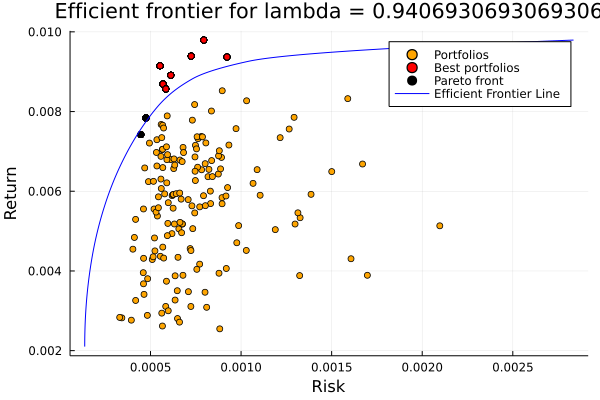 Efficient frontier for lambda = 0.9406930693069306
Portfolios
Best portfolios
Pareto front
Efficient Frontier Line
Return
0.010
0.008
0.006
0.004
0.002
0.0005
0.0010
0.0015
0.0020
0.0025
Risk